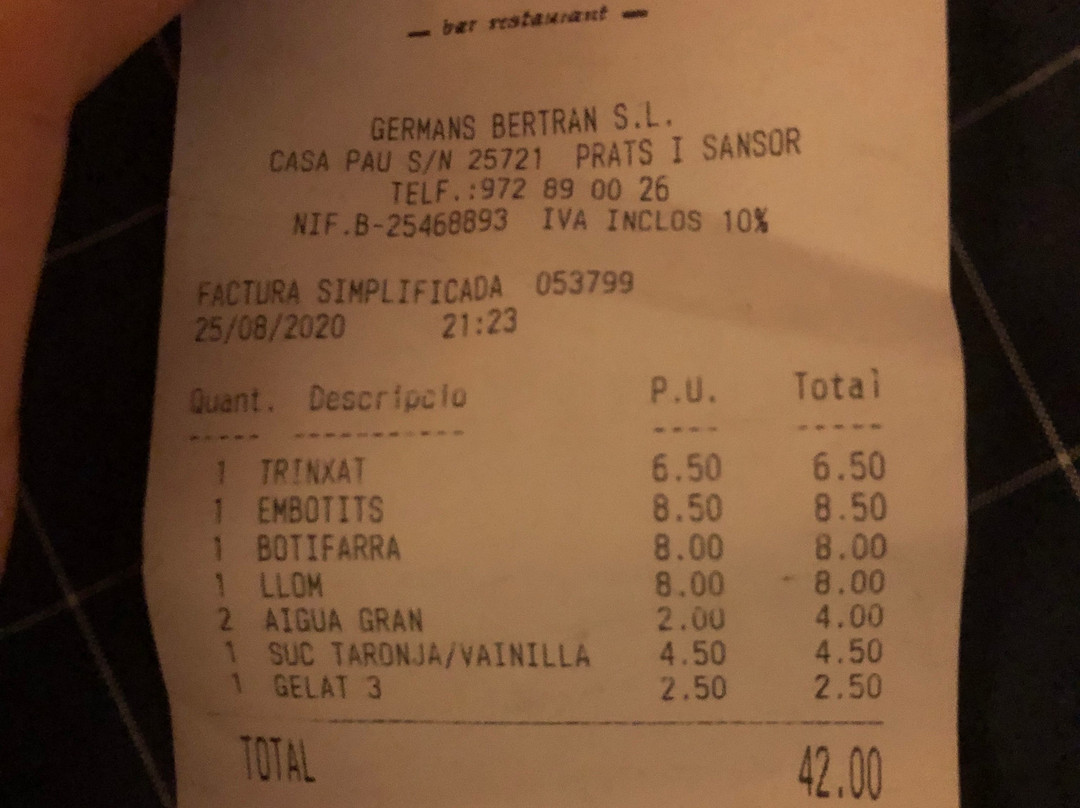 — bar restaurant —
GERMANS BERTRAN S.L.
CASA PAU S/N 25721 PRATS I SANSOR
TELF.:972 89 00 26
NIF.B-25468893 IVA INCLOS 10%
FACTURA SIMPLIFICADA 053799
25/08/2020 21:23
Quant. Descripcio P.U. Total
1 TRINXAT 6.50 6.50
1 EMBOTITS 8.50 8.50
1 BOTIFARRA 8.00 8.00
1 LLOM 8.00 8.00
2 AIGUA GRAN 2.00 4.00
1 SUC TARONJA/VAINILLA 4.50 4.50
1 GELAT 3 2.50 2.50
TOTAL 42.00